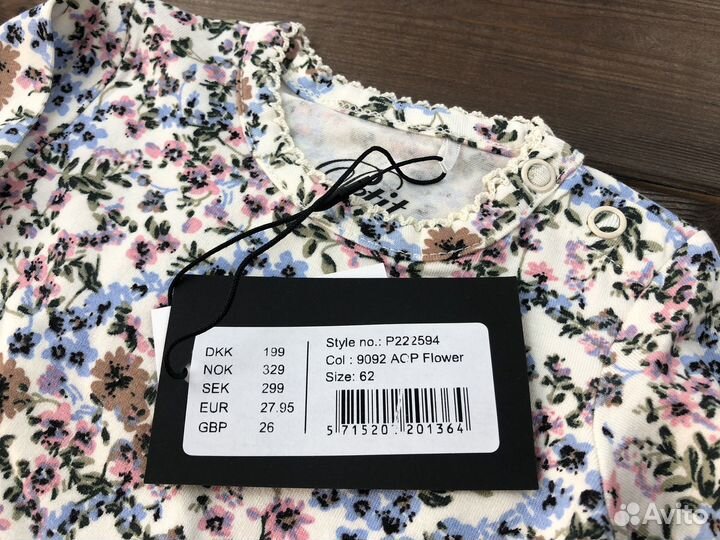 DKK 199
NOK 329
SEK 299
EUR 27.95
GBP 26
Style no.: P222594
Col : 9092 AOP Flower
Size: 62
5 715201 201364
Avito